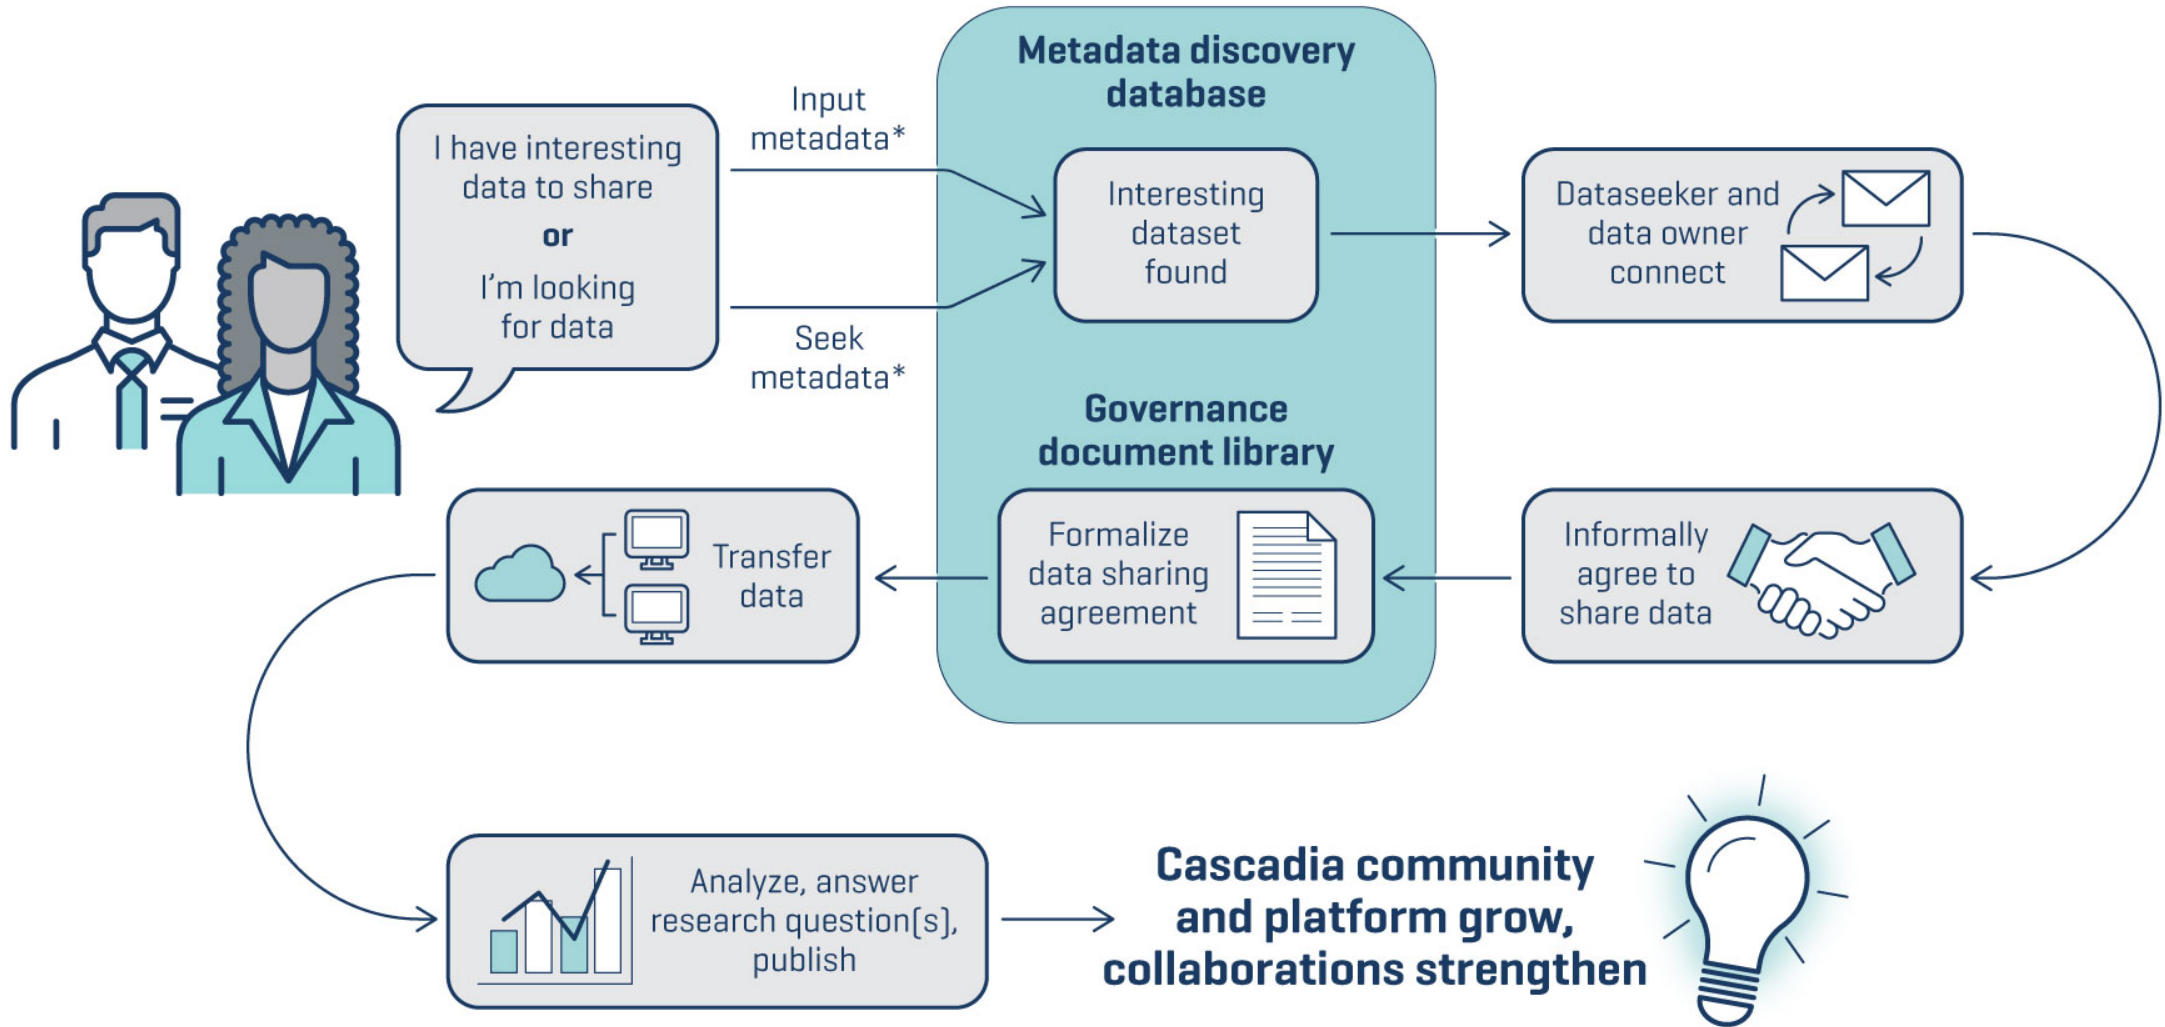 Metadata discovery
database
Input
metadata*
I have interesting
data to share
or
I'm looking
for data
Seek
metadata*
Interesting
dataset
found
Dataseeker and
data owner
connect
Governance
document library
Informally
agree to
share data
Formalize
data sharing
agreement
Transfer
data
Analyze, answer
research question(s),
publish
Cascadia community
and platform grow,
collaborations strengthen